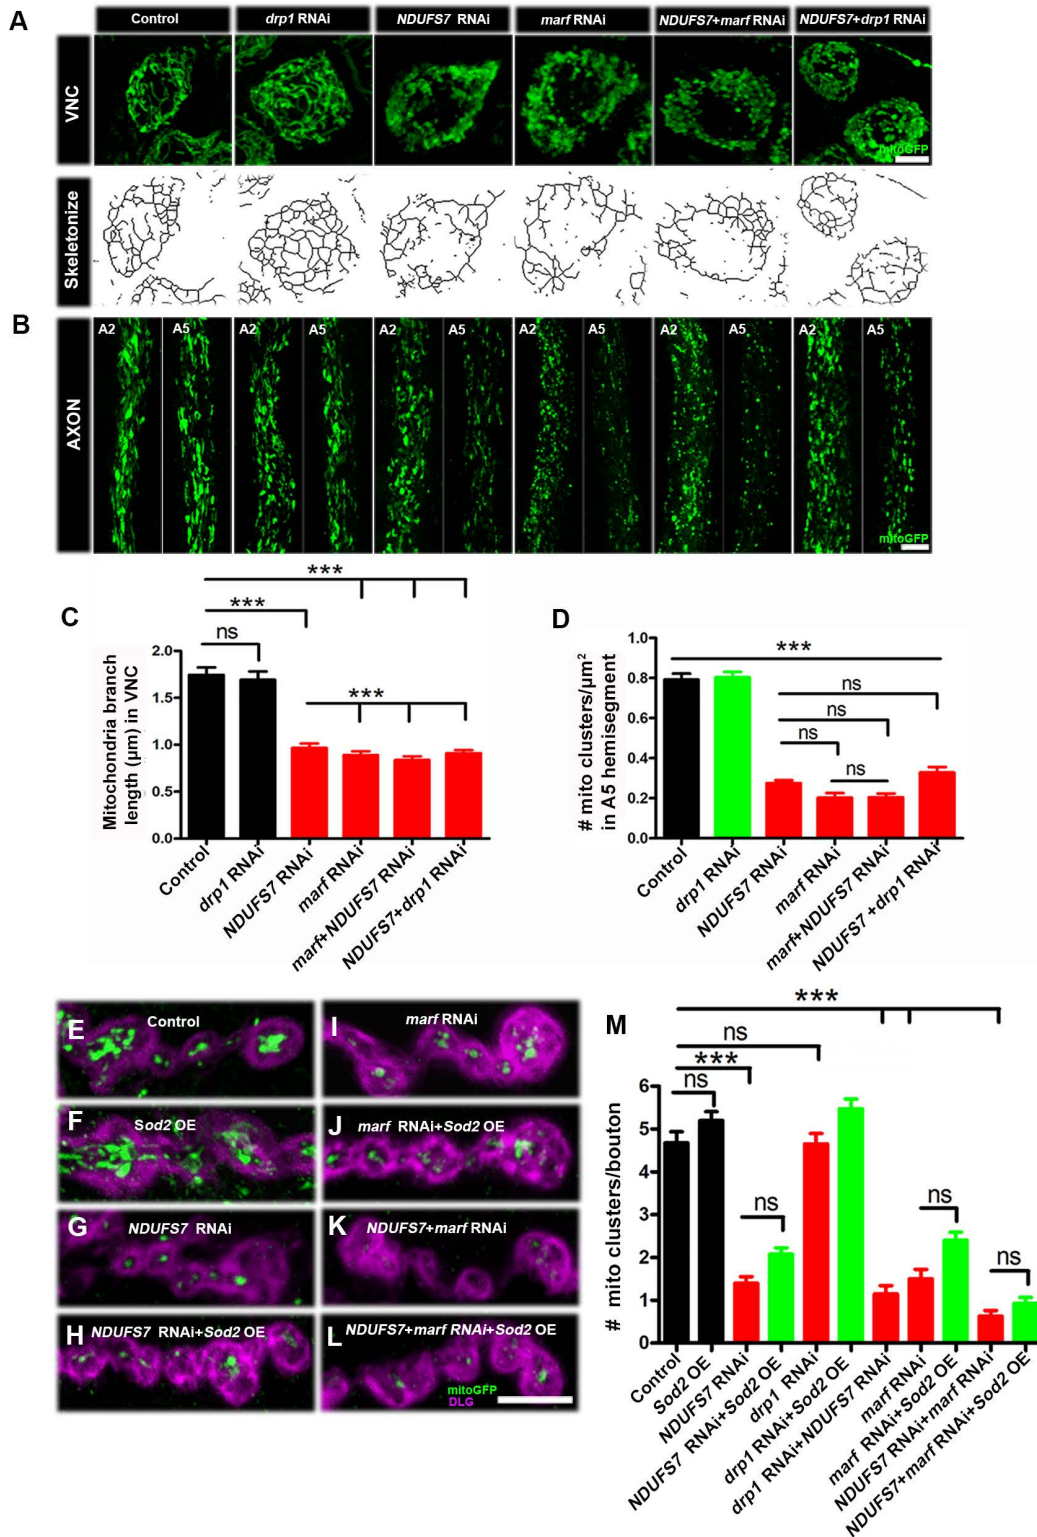 A
Control
drp1 RNAi
NDUFS7 RNAi
marf RNAi
NDUFS7+marf RNAi
NDUFS7+drp1 RNAi
VNC
mitoGFP
Skeletonize
B
AXON
A2
A5
A2
A5
A2
A5
A2
A5
A2
A5
A2
A5
mitoGFP
C
***
***
ns
***
Mitochondria branch
length (µm) in VNC
2.0
1.5
1.0
0.5
0.0
Control
drp1 RNAi
NDUFS7 RNAi
marf RNAi
marf+NDUFS7 RNAi
NDUFS7+drp1 RNAi
D
***
ns
ns
ns
ns
# mito clusters/µm²
in A5 hemisegment
1.0
0.8
0.6
0.4
0.2
0.0
Control
drp1 RNAi
NDUFS7 RNAi
marf RNAi
marf+NDUFS7 RNAi
NDUFS7 +drp1 RNAi
E
Control
F
Sod2 OE
G
NDUFS7 RNAi
H
NDUFS7 RNAi+Sod2 OE
I
marf RNAi
J
marf RNAi+Sod2 OE
K
NDUFS7+marf RNAi
L
NDUFS7+marf RNAi+Sod2 OE
mitoGFP
DLG
M
***
ns
***
ns
ns
ns
ns
# mito clusters/bouton
6
5
4
3
2
1
0
Control
Sod2 OE
NDUFS7 RNAi
NDUFS7 RNAi+Sod2 OE
drp1 RNAi
drp1 RNAi+Sod2 OE
drp1 RNAi+NDUFS7 RNAi
marf RNAi
marf RNAi+Sod2 OE
NDUFS7 RNAi+marf RNAi
NDUFS7+marf RNAi+Sod2 OE